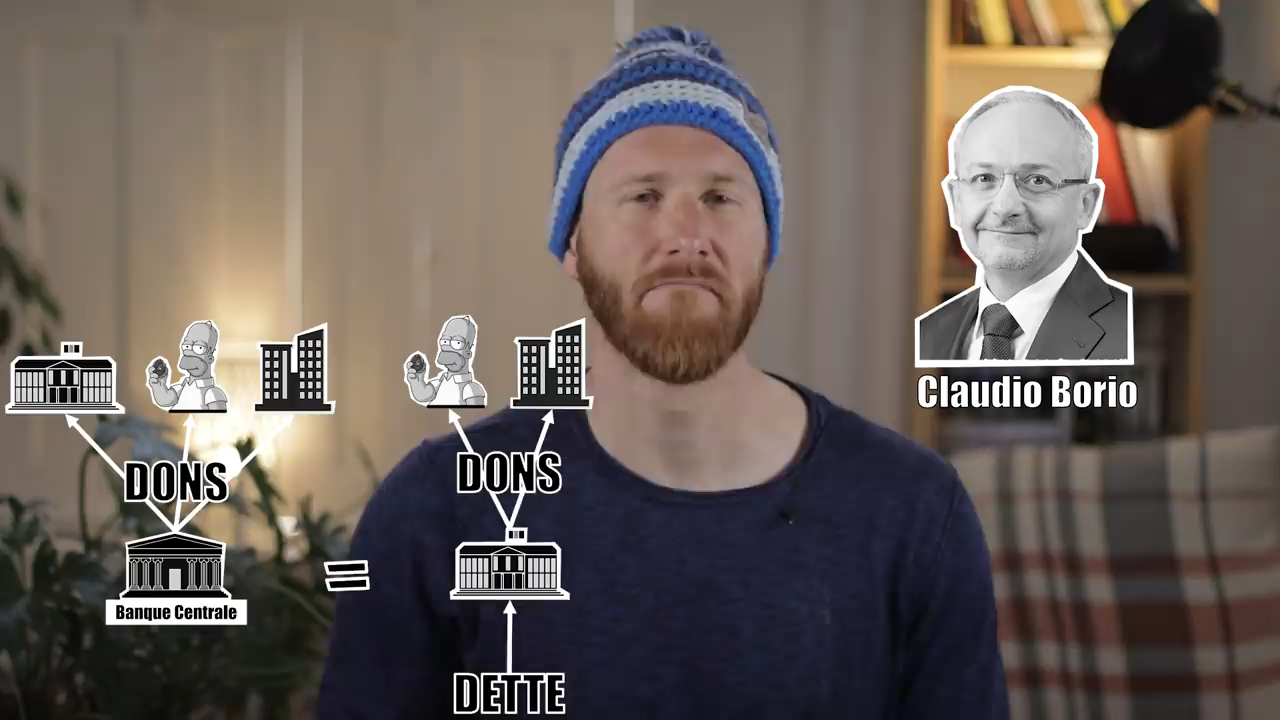 DONS
Banque Centrale
=
DONS
DETTE
Claudio Borio